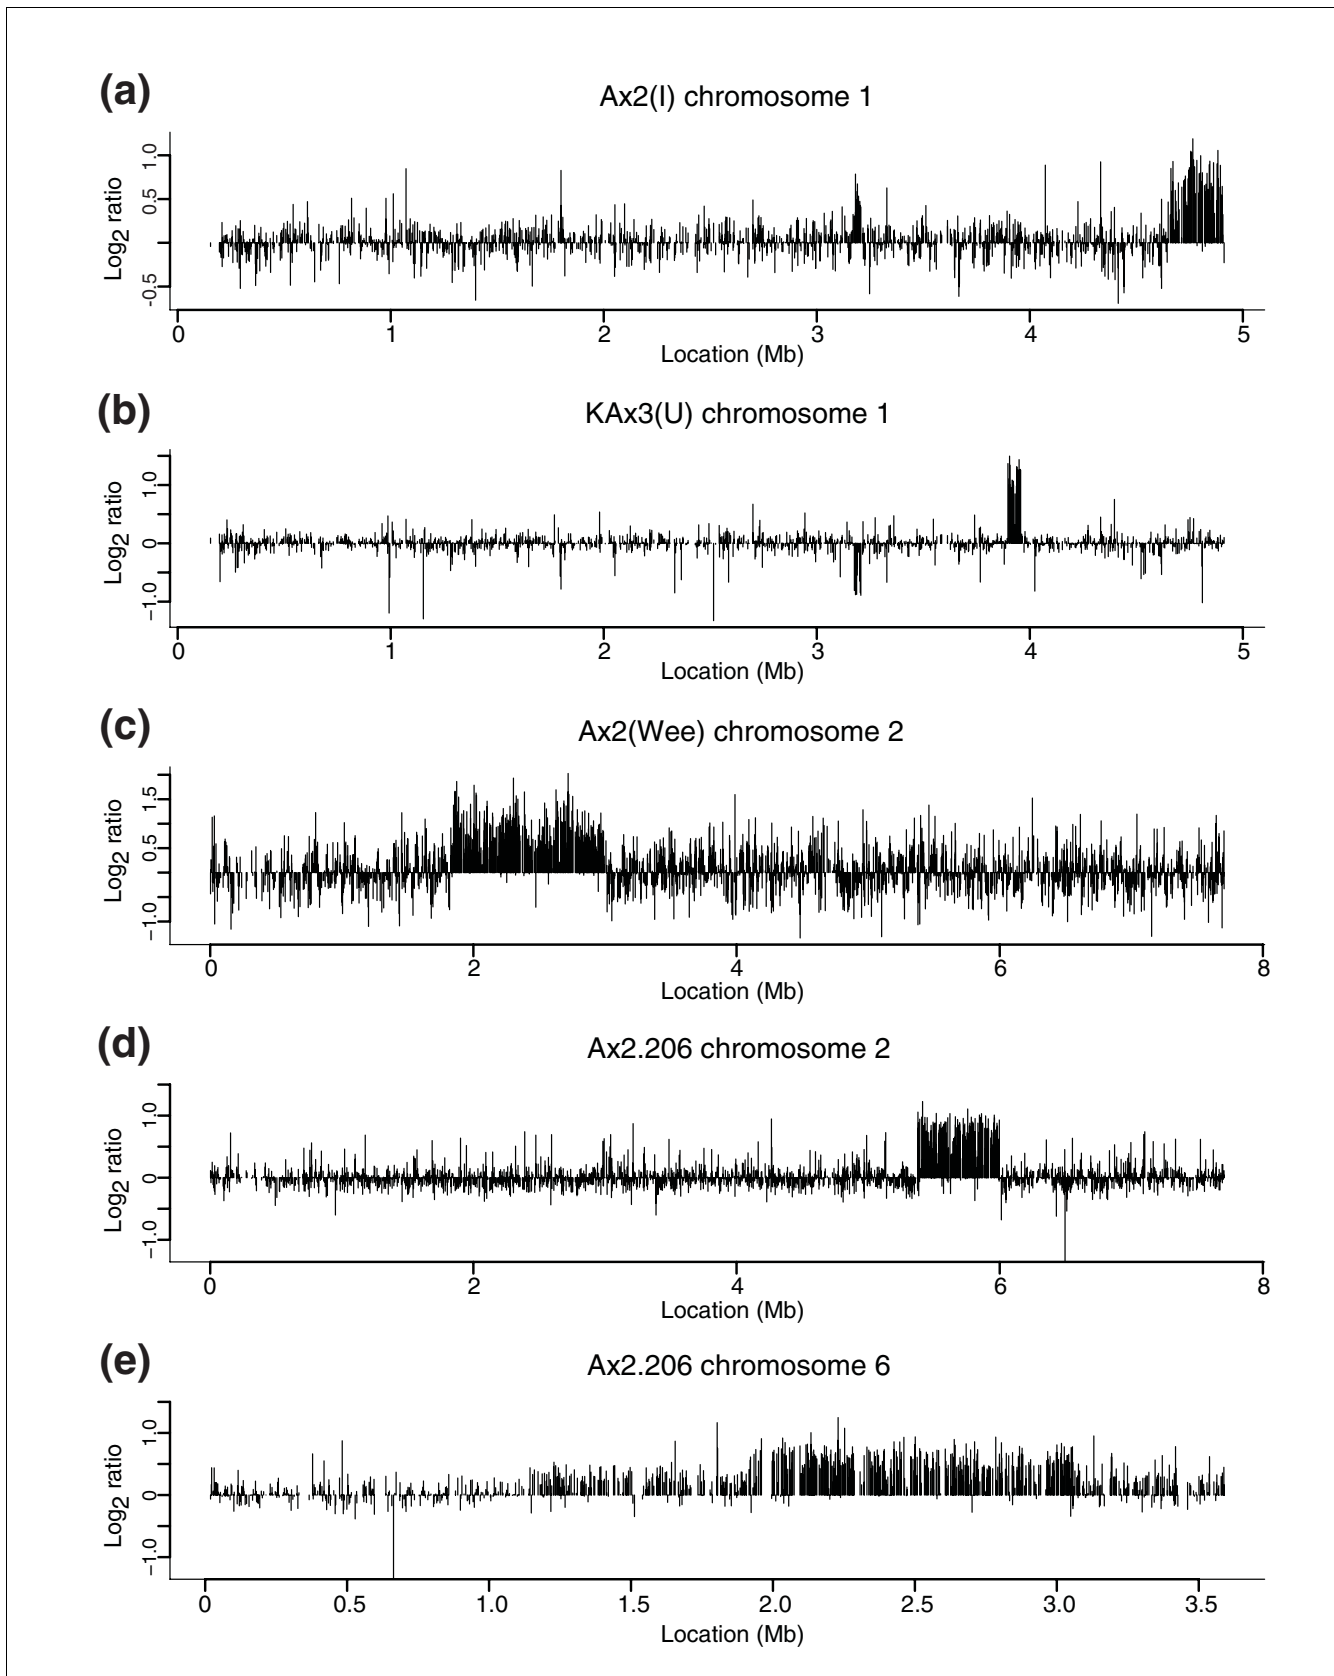 (a)
Ax2(I) chromosome 1
Log2 ratio
-0.5 0.5 1.0
0 1 2 3 4 5
Location (Mb)
(b)
KAx3(U) chromosome 1
Log2 ratio
-1.0 0 1.0
0 1 2 3 4 5
Location (Mb)
(c)
Ax2(Wee) chromosome 2
Log2 ratio
-1.0 0.5 1.5
0 2 4 6 8
Location (Mb)
(d)
Ax2.206 chromosome 2
Log2 ratio
-1.0 0 1.0
0 2 4 6 8
Location (Mb)
(e)
Ax2.206 chromosome 6
Log2 ratio
-1.0 0 1.0
0 0.5 1.0 1.5 2.0 2.5 3.0 3.5
Location (Mb)